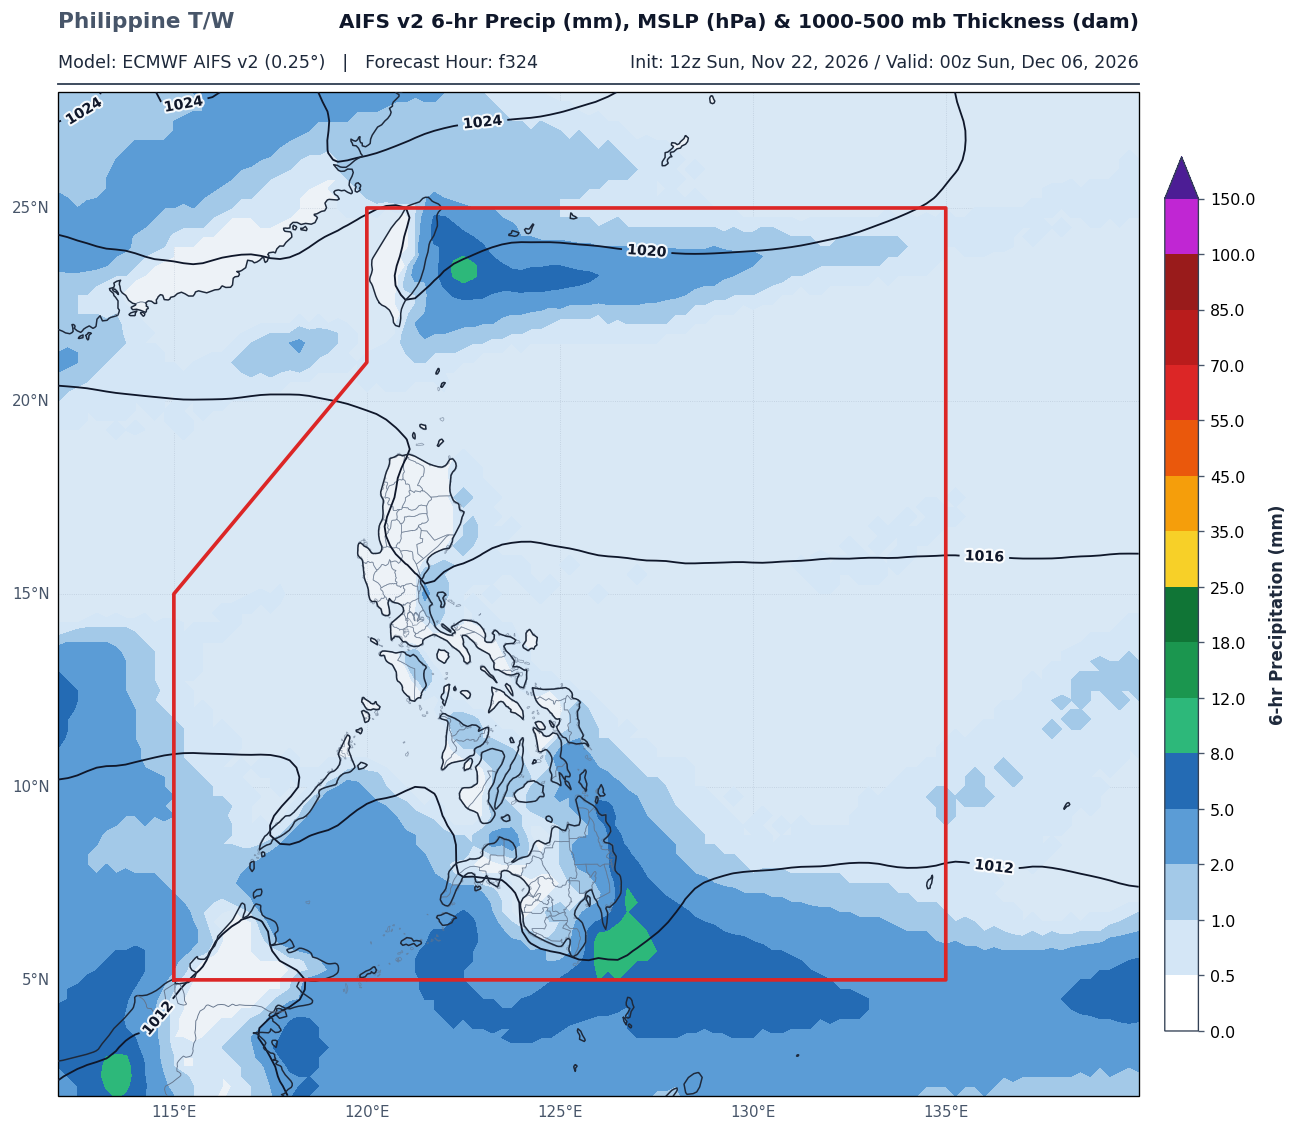 Philippine T/W
AIFS v2 6-hr Precip (mm), MSLP (hPa) & 1000-500 mb Thickness (dam)
Model: ECMWF AIFS v2 (0.25°) | Forecast Hour: f324
Init: 12z Sun, Nov 22, 2026 / Valid: 00z Sun, Dec 06, 2026
1024
1024
1024
1020
1016
1012
1012
25°N
20°N
15°N
10°N
5°N
115°E
120°E
125°E
130°E
135°E
150.0
100.0
85.0
70.0
55.0
45.0
35.0
25.0
18.0
12.0
8.0
5.0
2.0
1.0
0.5
0.0
6-hr Precipitation (mm)